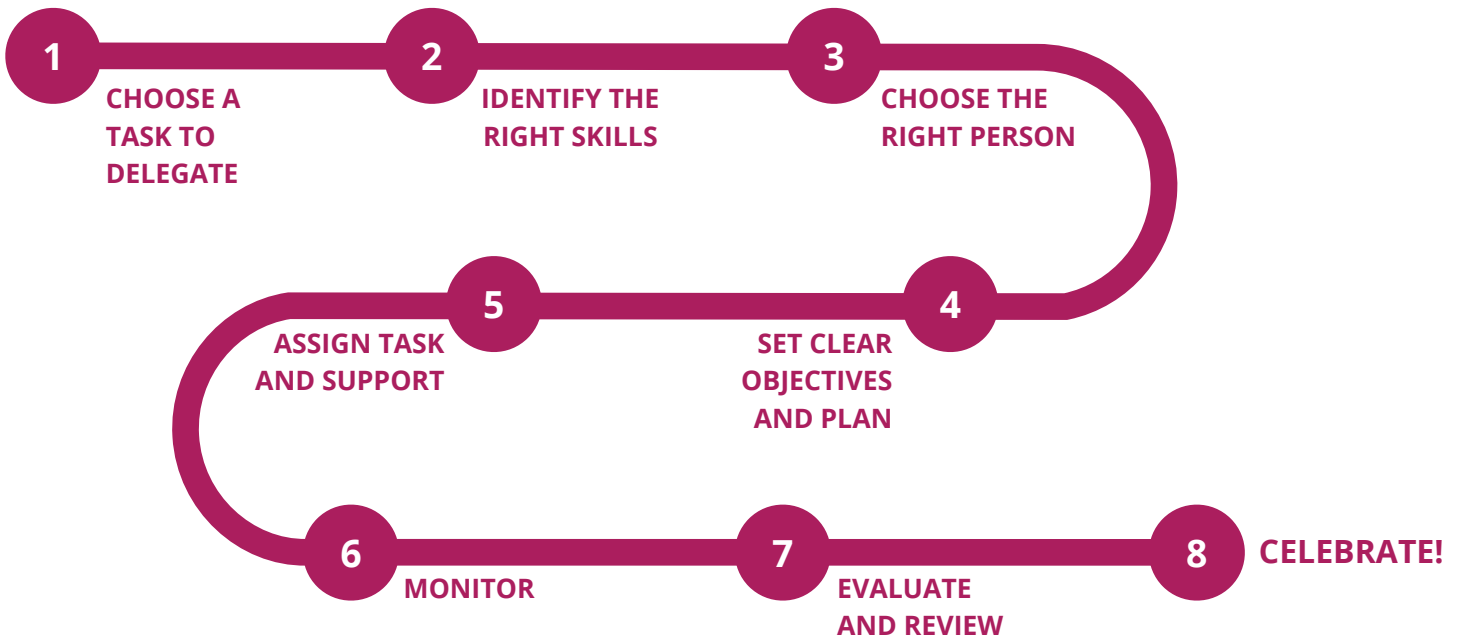 1
CHOOSE A
TASK TO
DELEGATE
2
IDENTIFY THE
RIGHT SKILLS
3
CHOOSE THE
RIGHT PERSON
4
SET CLEAR
OBJECTIVES
AND PLAN
5
ASSIGN TASK
AND SUPPORT
6
MONITOR
7
EVALUATE
AND REVIEW
8
CELEBRATE!